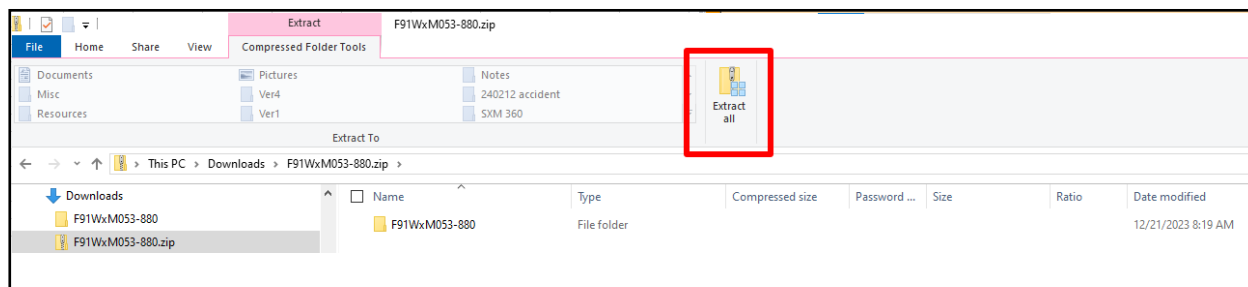 Extract F91WxM053-880.zip
File Home Share View Compressed Folder Tools
Documents Pictures Notes
Misc Ver4 240212 accident
Resources Ver1 SXM 360
Extract
all
Extract To
This PC > Downloads > F91WxM053-880.zip >
Downloads
F91WxM053-880
F91WxM053-880.zip
Name Type Compressed size Password ... Size Ratio Date modified
F91WxM053-880 File folder 12/21/2023 8:19 AM